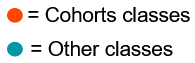 = Cohorts classes
= Other classes